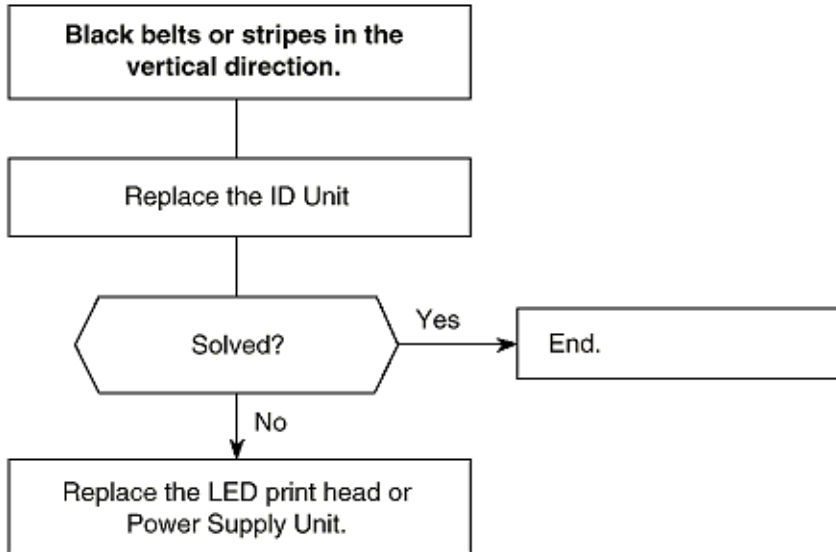 Black belts or stripes in the
vertical direction.
Replace the ID Unit
Solved?
Yes
End.
No
Replace the LED print head or
Power Supply Unit.